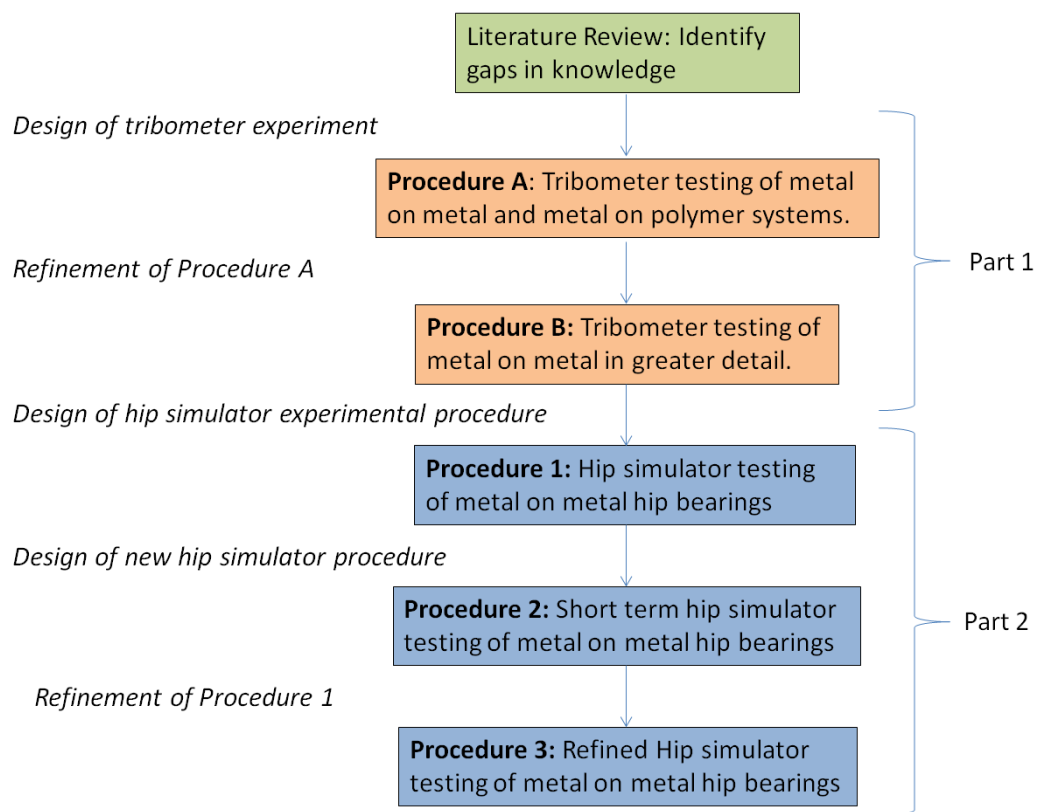 Literature Review: Identify
gaps in knowledge
Design of tribometer experiment
Procedure A: Tribometer testing of metal
on metal and metal on polymer systems.
Refinement of Procedure A
Part 1
Procedure B: Tribometer testing of
metal on metal in greater detail.
Design of hip simulator experimental procedure
Procedure 1: Hip simulator testing
of metal on metal hip bearings
Design of new hip simulator procedure
Procedure 2: Short term hip simulator
testing of metal on metal hip bearings
Part 2
Refinement of Procedure 1
Procedure 3: Refined Hip simulator
testing of metal on metal hip bearings